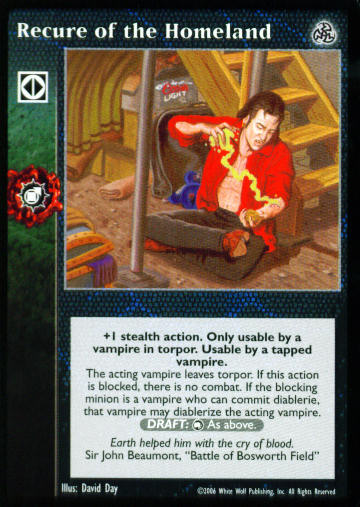 Recure of the Homeland
LIGHT
+1 stealth action. Only usable by a
vampire in torpor. Usable by a tapped
vampire.
The acting vampire leaves torpor. If this action
is blocked, there is no combat. If the blocking
minion is a vampire who can commit diablerie,
that vampire may diablerize the acting vampire.
DRAFT: As above.
Earth helped him with the cry of blood.
Sir John Beaumont, "Battle of Bosworth Field"
Illus: David Day
©2006 White Wolf Publishing, Inc. All Rights Reserved